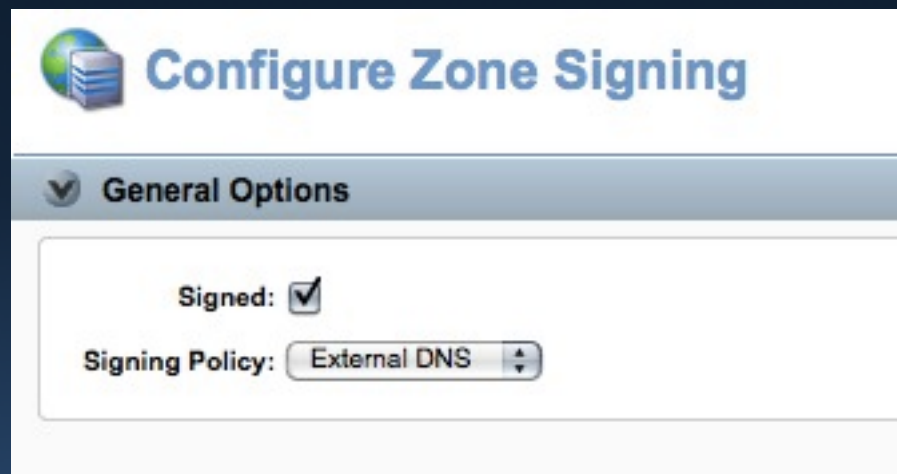 Configure Zone Signing
General Options
Signed:
Signing Policy: External DNS